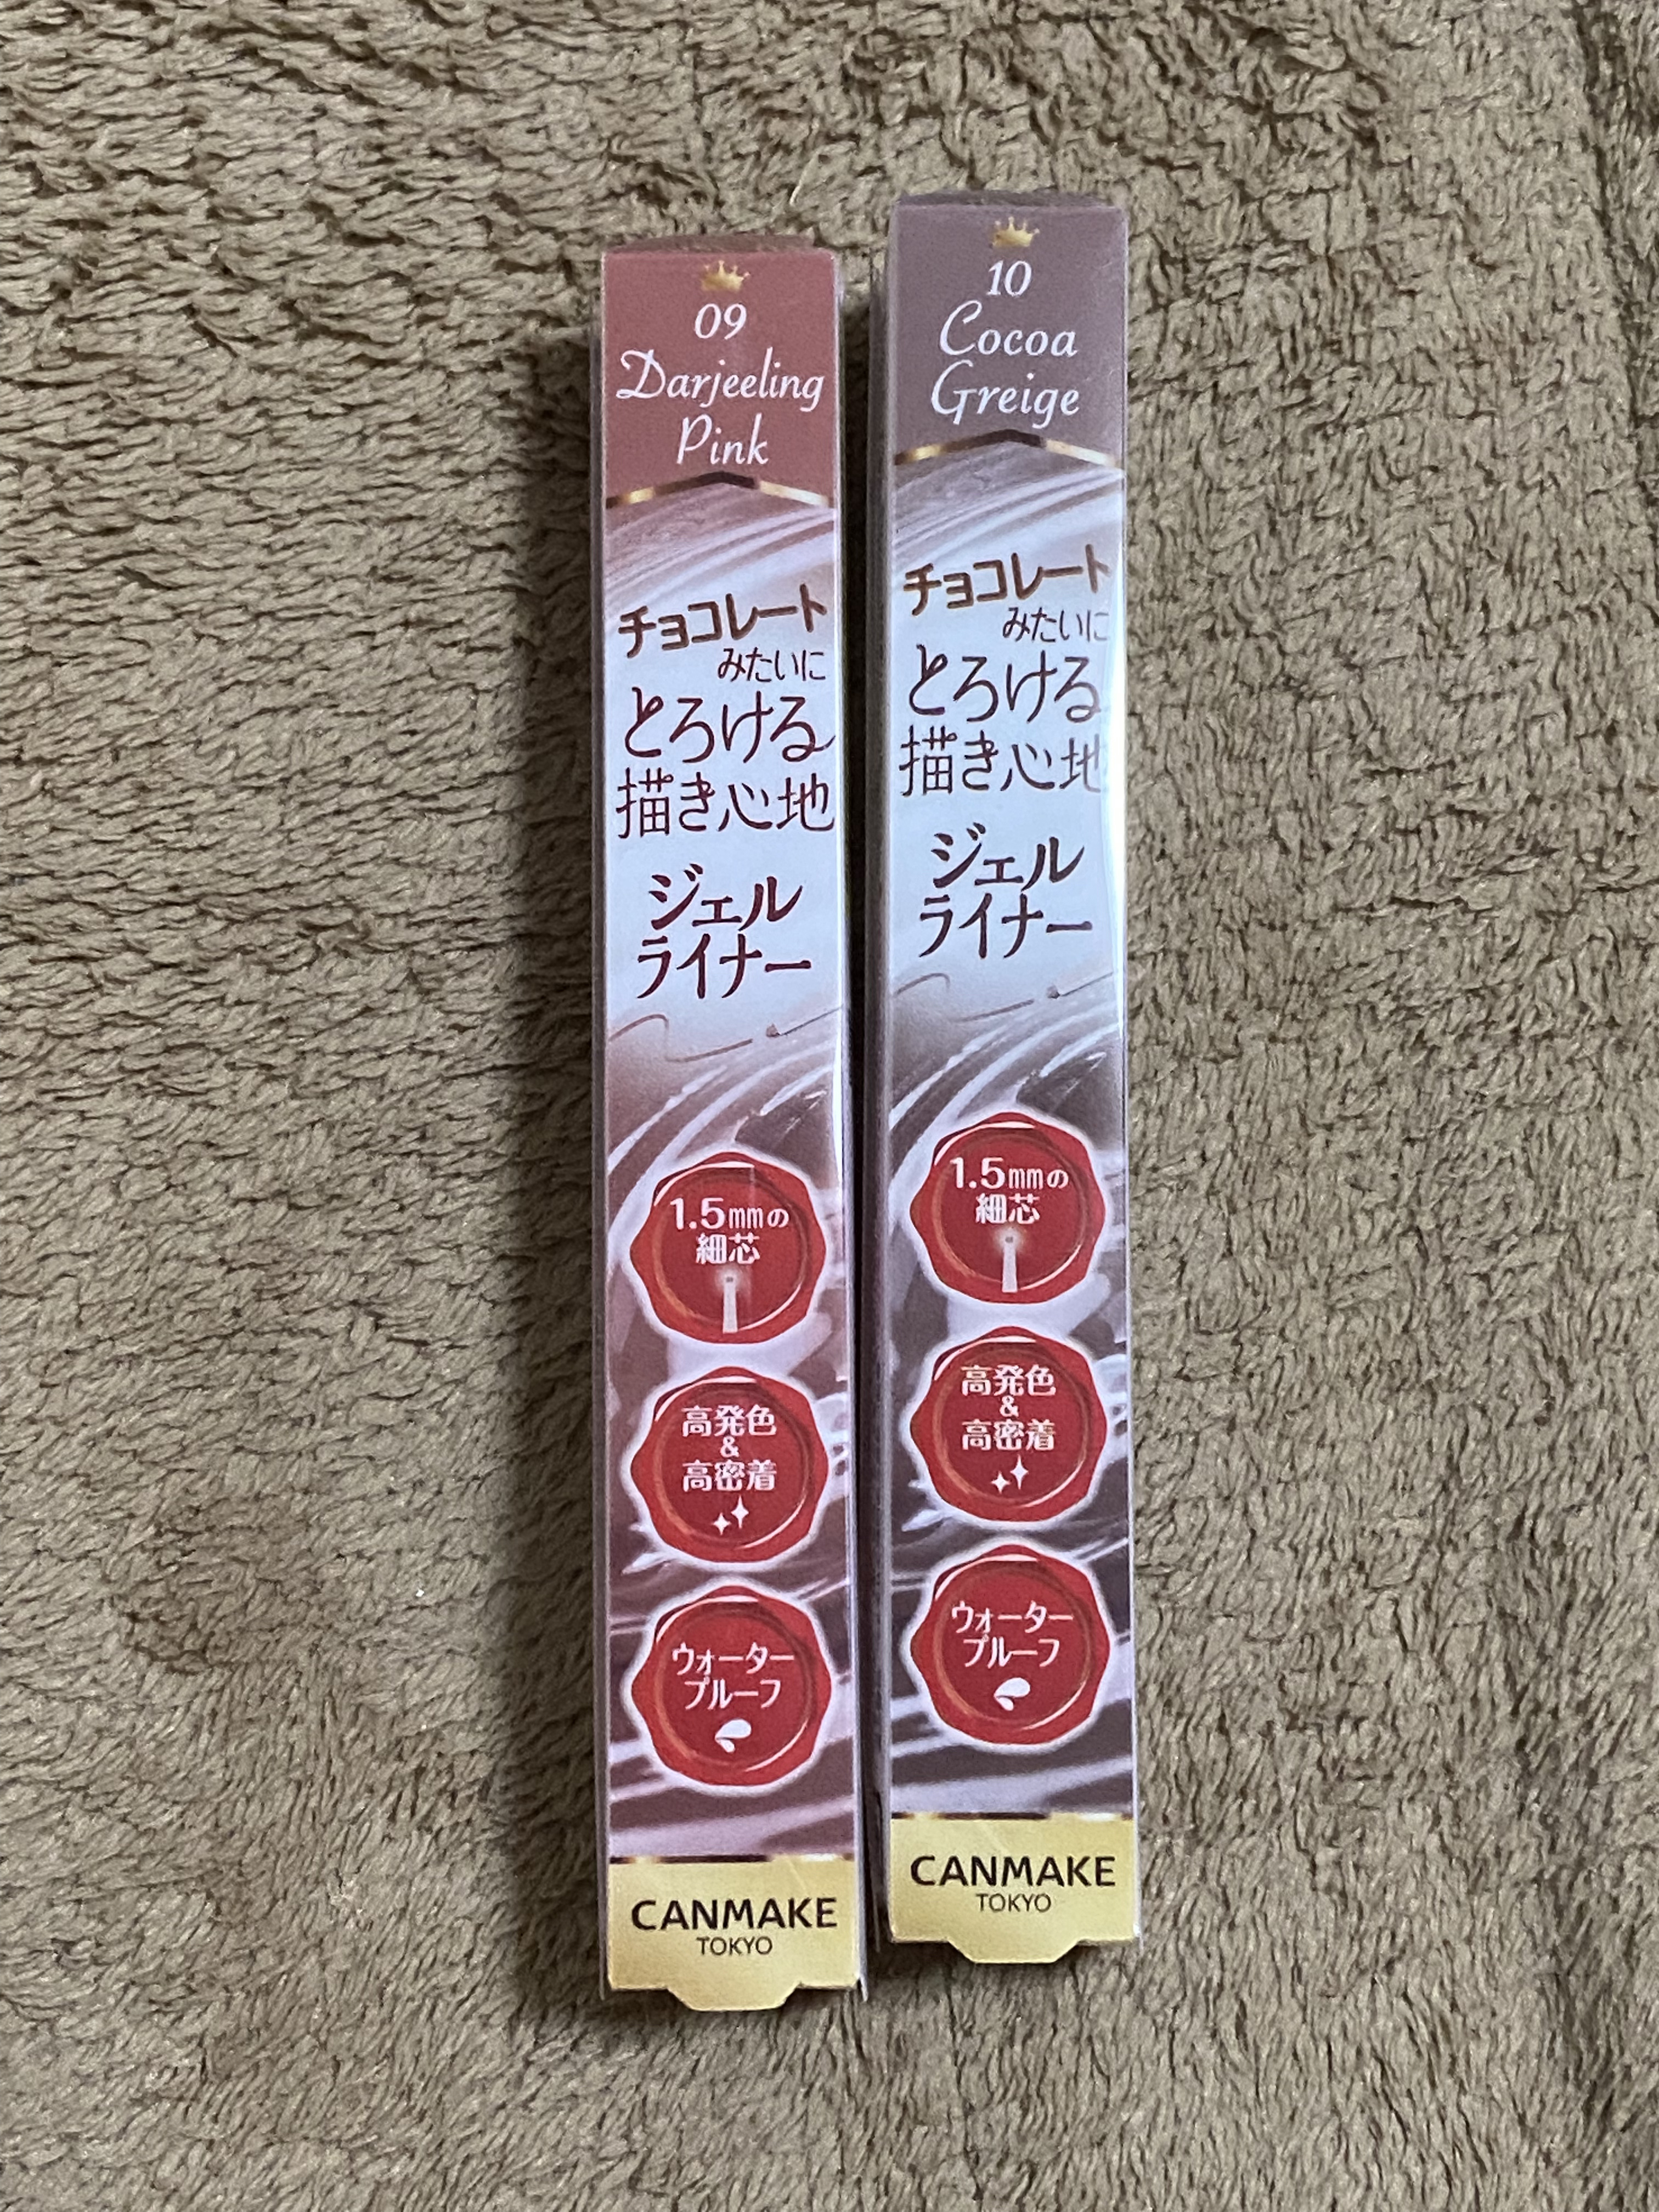 09
Darjeeling
Pink
チョコレート
みたいに
とろける
描き心地
ジェル
ライナー
1.5mmの
細芯
高発色
&
高密着
ウォーター
プルーフ
CANMAKE
TOKYO
10
Cocoa
Greige
チョコレート
みたいに
とろける
描き心地
ジェル
ライナー
1.5mmの
細芯
高発色
&
高密着
ウォーター
プルーフ
CANMAKE
TOKYO